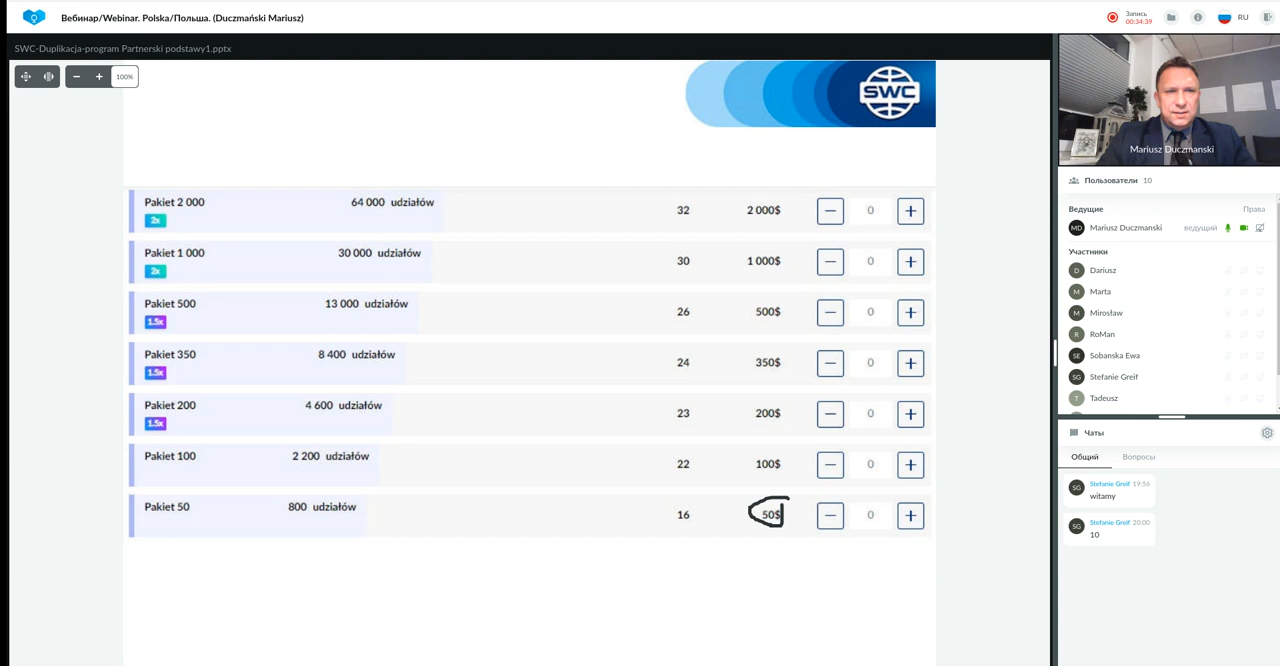 Вебинар/Webinar. Polska/Польша. (Duczmański Mariusz)
Запись
00:34:39
RU
SWC-Duplikacja-program Partnerski podstawy1.pptx
100%
SWC
Pakiet 2 000 64 000 udziałów 32 2 000$ 0
2x
Pakiet 1 000 30 000 udziałów 30 1 000$ 0
2x
Pakiet 500 13 000 udziałów 26 500$ 0
1.5x
Pakiet 350 8 400 udziałów 24 350$ 0
1.5x
Pakiet 200 4 600 udziałów 23 200$ 0
1.5x
Pakiet 100 2 200 udziałów 22 100$ 0
Pakiet 50 800 udziałów 16 50$ 0
Mariusz Duczmanski
Пользователи 10
Ведущие Права
MD Mariusz Duczmanski ведущий
Участники
D Dariusz
M Marta
M Mirosław
R RoMan
SE Sobanska Ewa
SG Stefanie Greif
T Tadeusz
Чаты
Общий Вопросы
SG Stefanie Greif 19:56
witamy
SG Stefanie Greif 20:00
10